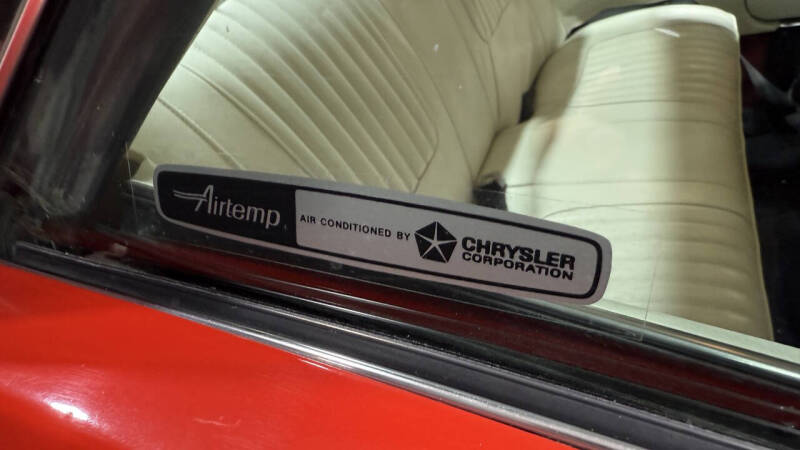 Airtemp
AIR CONDITIONED BY
CHRYSLER
CORPORATION